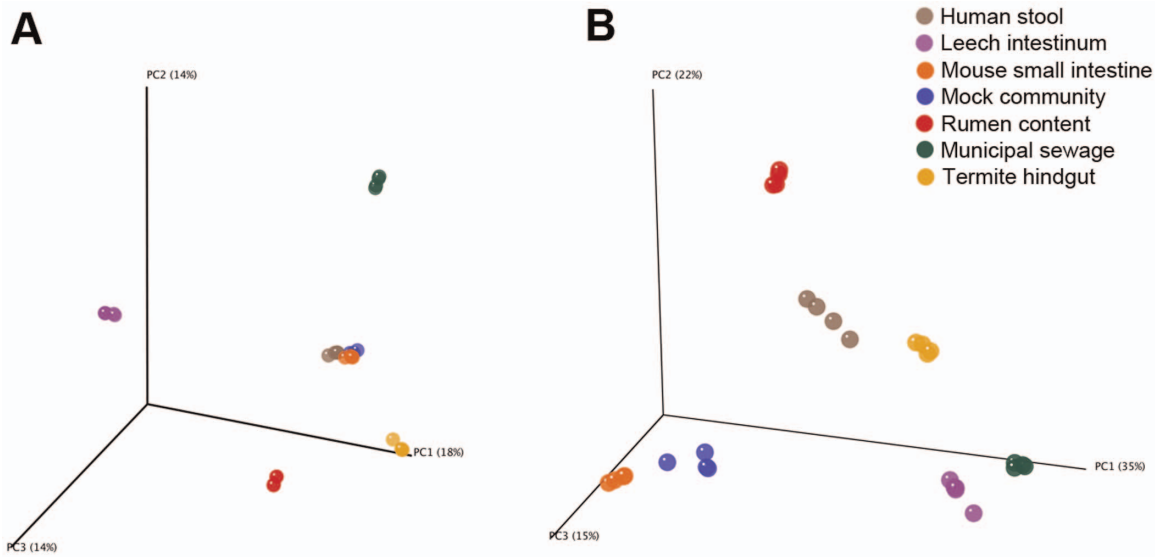 A
PC2 (14%)
PC1 (18%)
PC3 (14%)
B
PC2 (22%)
PC1 (35%)
PC3 (15%)
Human stool
Leech intestinum
Mouse small intestine
Mock community
Rumen content
Municipal sewage
Termite hindgut